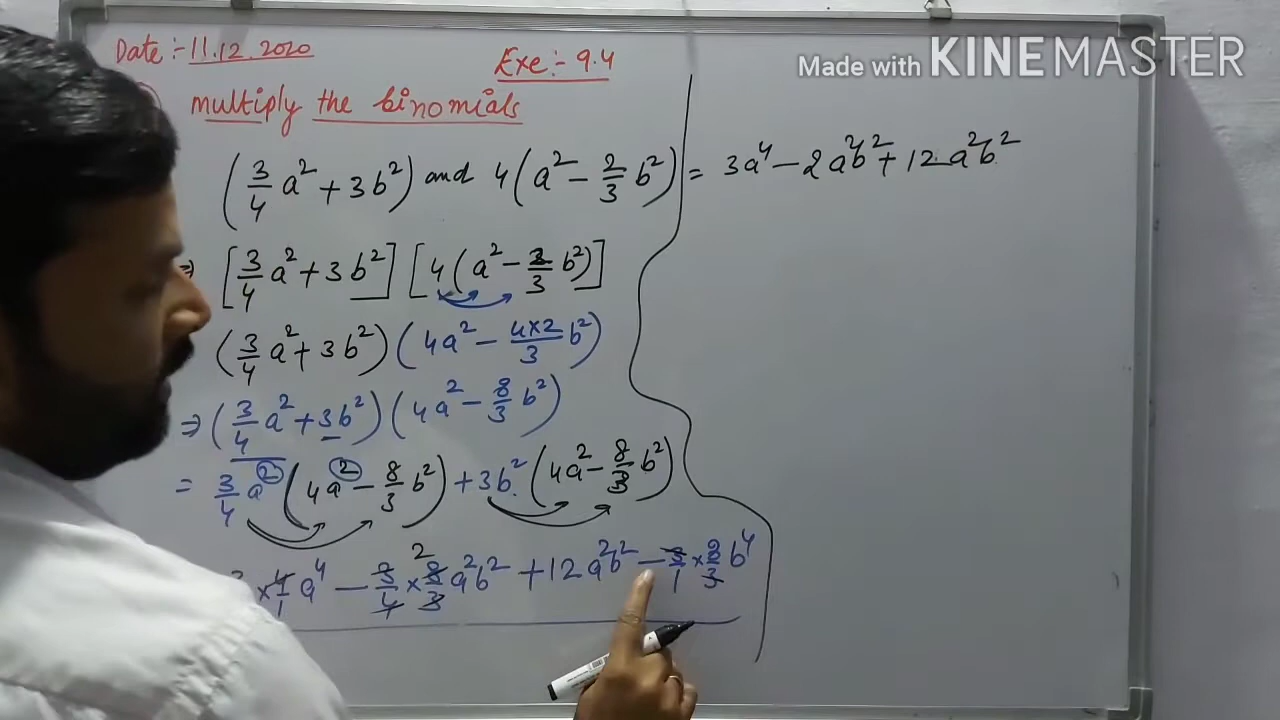 Date :- 11.12.2020
Exe :- 9.4
Made with KINEMASTER
multiply the binomials
(3/4 a² + 3b²) and 4(a² - 2/3 b²)
⇒ [3/4 a² + 3b²] [4(a² - 2/3 b²)]
(3/4 a² + 3b²) (4a² - 4×2/3 b²)
⇒ (3/4 a² + 3b²) (4a² - 8/3 b²)
= 3/4 a² (4a² - 8/3 b²) + 3b² (4a² - 8/3 b²)
× 4/1 a⁴ - 3/4 × 8/3 a²b² + 12a²b² - 3/1 × 8/3 b⁴
= 3a⁴ - 2a²b² + 12a²b²